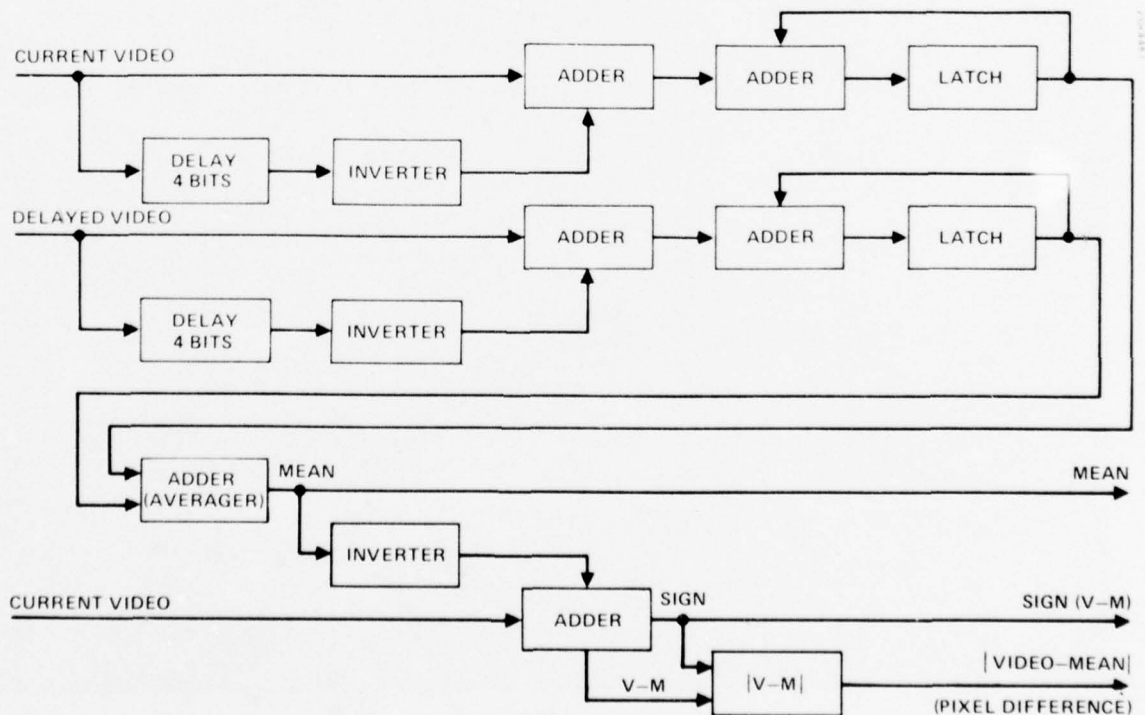 CURRENT VIDEO
ADDER
ADDER
LATCH
DELAY
4 BITS
INVERTER
DELAYED VIDEO
ADDER
ADDER
LATCH
DELAY
4 BITS
INVERTER
ADDER
(AVERAGER)
MEAN
MEAN
INVERTER
CURRENT VIDEO
ADDER
SIGN
SIGN (V–M)
V–M
|V–M|
|VIDEO–MEAN|
(PIXEL DIFFERENCE)